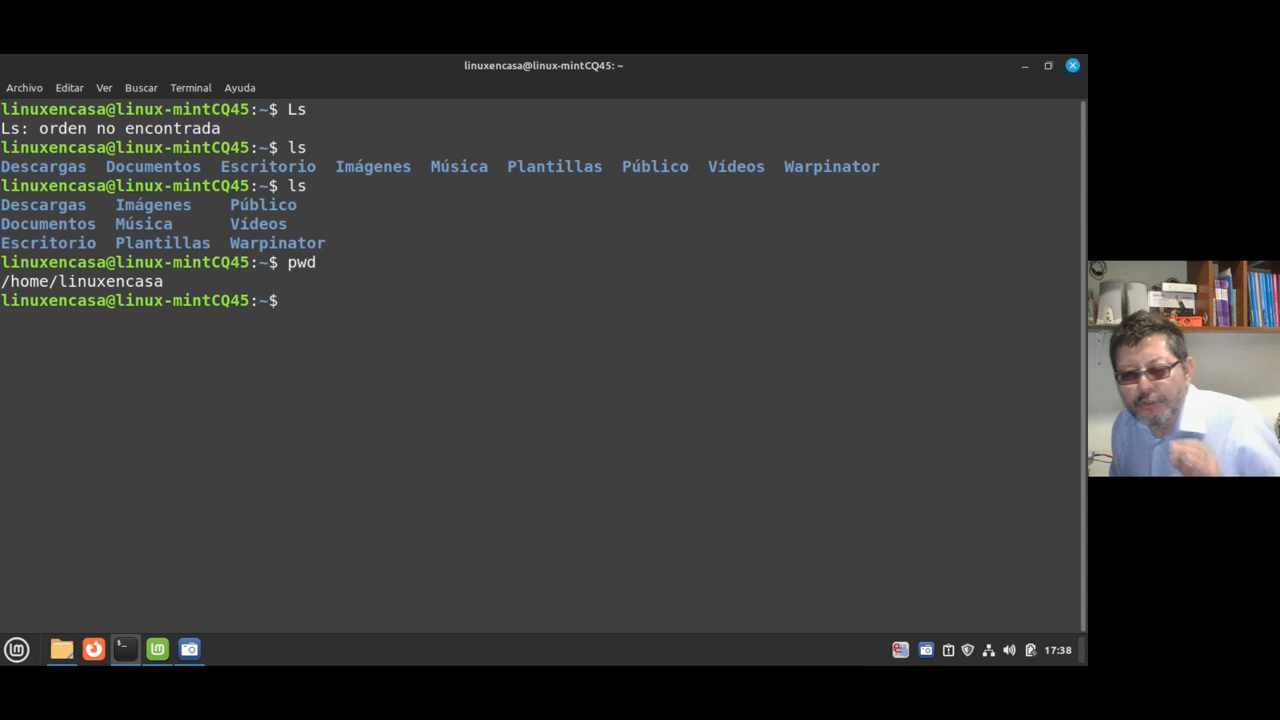 linuxencasa@linux-mintCQ45: ~
Archivo Editar Ver Buscar Terminal Ayuda
linuxencasa@linux-mintCQ45:~$ Ls
Ls: orden no encontrada
linuxencasa@linux-mintCQ45:~$ ls
Descargas Documentos Escritorio Imágenes Música Plantillas Público Vídeos Warpinator
linuxencasa@linux-mintCQ45:~$ ls
Descargas Imágenes Público
Documentos Música Vídeos
Escritorio Plantillas Warpinator
linuxencasa@linux-mintCQ45:~$ pwd
/home/linuxencasa
linuxencasa@linux-mintCQ45:~$
17:38